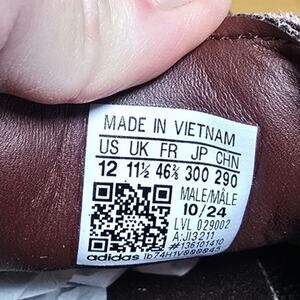 MADE IN VIETNAM
US UK FR JP CHN
12 11½ 46⅔ 300 290
MALE/MÂLE
10/24
LVL 029002
A:JI3211
#136101410
adidas 1b74H1V000045